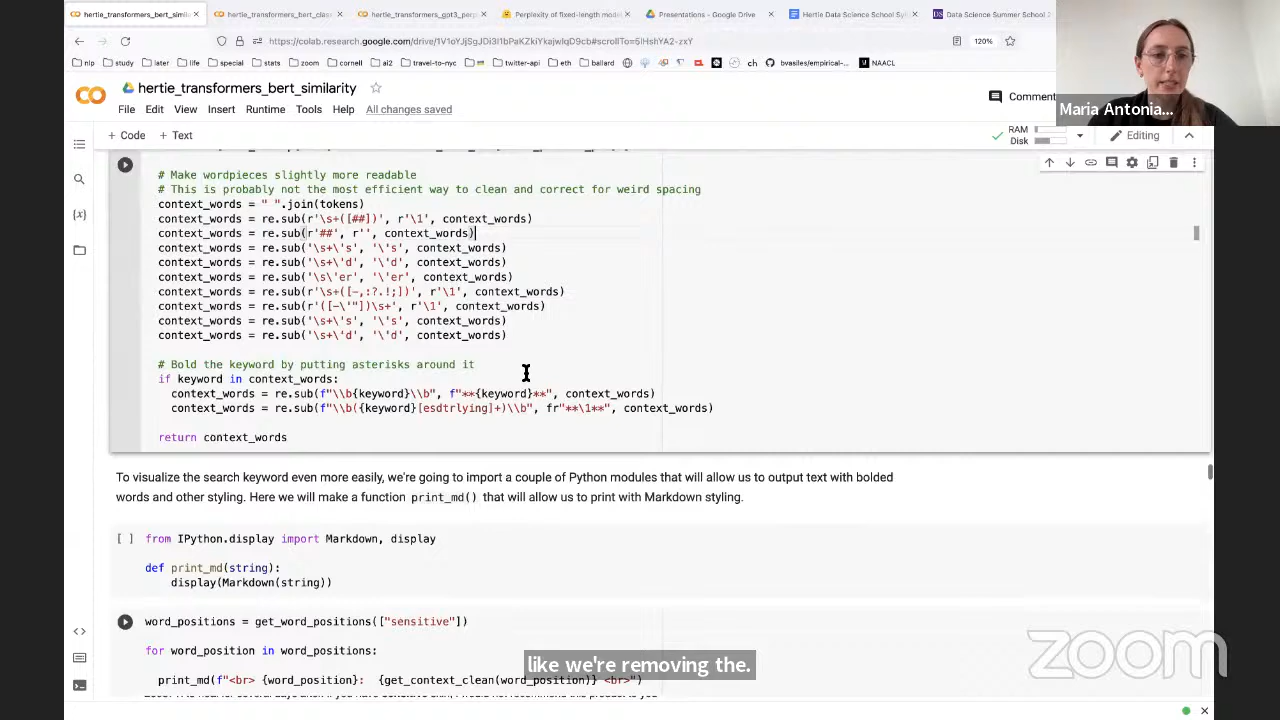 hertie_transformers_bert_simila
hertie_transformers_bert_clas
hertie_transformers_gpt3_perp
Perplexity of fixed-length model
Presentations - Google Drive
Hertie Data Science School Syll
Data Science Summer School 2
https://colab.research.google.com/drive/
120%
nlp
study
later
life
special
stats
zoom
cornell
ai2
travel-to-nyc
twitter-api
eth
ballard
ch
bvasiles/empirical-...
NAACL
hertie_transformers_bert_similarity
File Edit View Insert Runtime Tools Help All changes saved
Comment
Maria Antonia...
+ Code + Text
RAM
Disk
Editing
# Make wordpieces slightly more readable
# This is probably not the most efficient way to clean and correct for weird spacing
context_words = " ".join(tokens)
context_words = re.sub(r'\s+([##])', r'\1', context_words)
context_words = re.sub(r'##', r'', context_words)
context_words = re.sub('\s+\'s', '\'s', context_words)
context_words = re.sub('\s+\'d', '\'d', context_words)
context_words = re.sub('\s\'er', '\'er', context_words)
context_words = re.sub(r'\s+([-,:?.!;])', r'\1', context_words)
context_words = re.sub(r'([-\'"])\s+', r'\1', context_words)
context_words = re.sub('\s+\'s', '\'s', context_words)
context_words = re.sub('\s+\'d', '\'d', context_words)
# Bold the keyword by putting asterisks around it
if keyword in context_words:
context_words = re.sub(f"\\b{keyword}\\b", f"**{keyword}**", context_words)
context_words = re.sub(f"\\b({keyword}[esdtrlying]+)\\b", fr"**\1**", context_words)
return context_words
To visualize the search keyword even more easily, we're going to import a couple of Python modules that will allow us to output text with bolded
words and other styling. Here we will make a function print_md() that will allow us to print with Markdown styling.
[ ] from IPython.display import Markdown, display
def print_md(string):
display(Markdown(string))
word_positions = get_word_positions(["sensitive"])
for word_position in word_positions:
print_md(f"<br> {word_position}: {get_context_clean(word_position)} <br>")
like we're removing the.
zoom